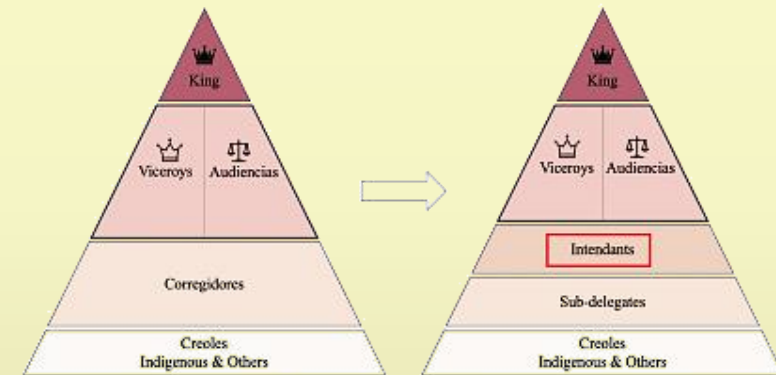 King
Viceroys
Audiencias
Corregidores
Creoles
Indigenous & Others
King
Viceroys
Audiencias
Intendants
Sub-delegates
Creoles
Indigenous & Others